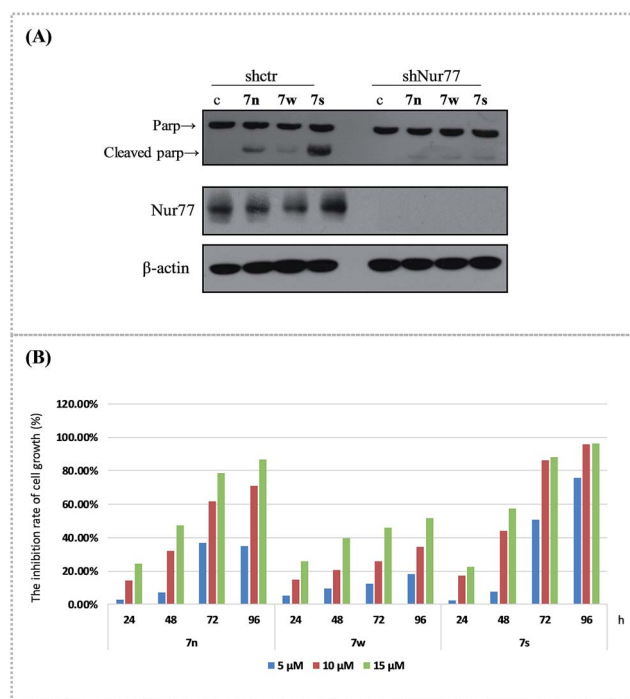 (A)
shctr shNur77
c 7n 7w 7s c 7n 7w 7s
Parp→
Cleaved parp→
Nur77
β-actin
(B)
The inhibition rate of cell growth (%)
120.00%
100.00%
80.00%
60.00%
40.00%
20.00%
0.00%
24 48 72 96 24 48 72 96 24 48 72 96 h
7n 7w 7s
5 μM 10 μM 15 μM